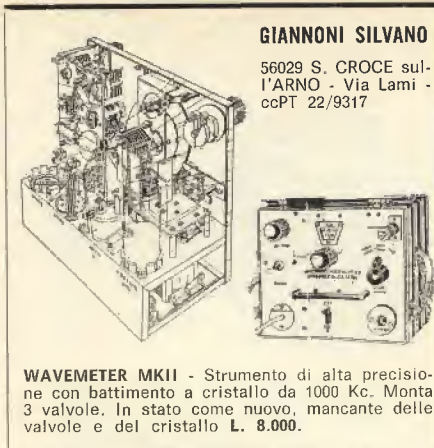 GIANNONI SILVANO
56029 S. CROCE sul-
l'ARNO - Via Lami -
ccPT 22/9317
WAVEMETER MKII - Strumento di alta precisio-
ne con battimento a cristallo da 1000 Kc. Monta
3 valvole. In stato come nuovo, mancante delle
valvole e del cristallo L. 8.000.